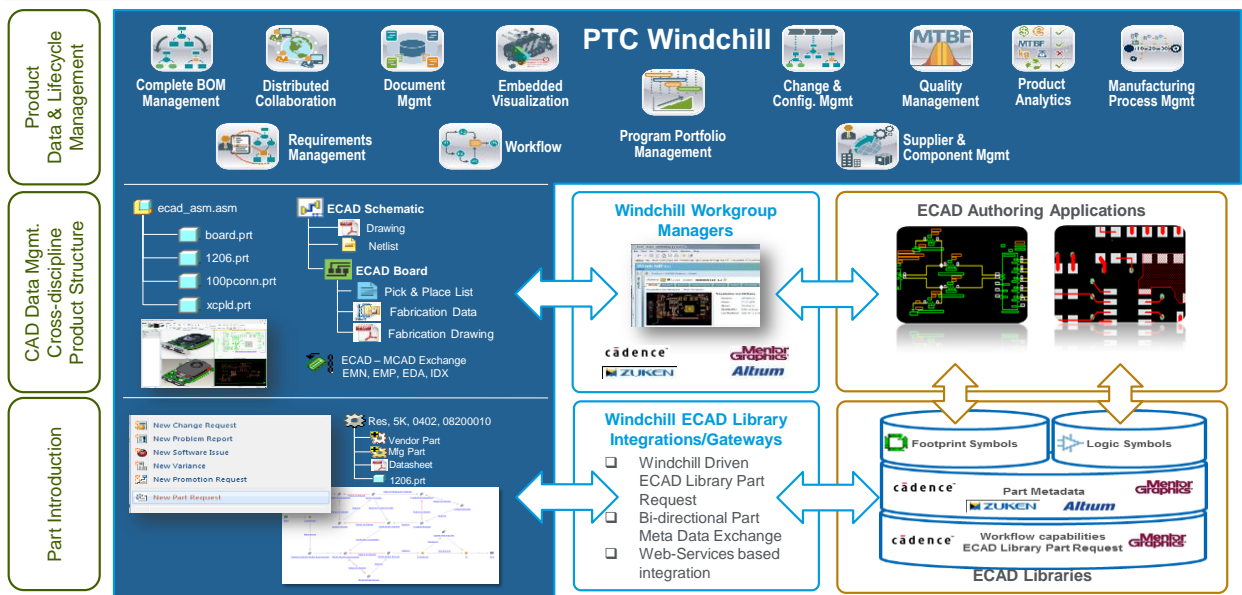 Product
Data & Lifecycle
Management
PTC Windchill
MTBF
MTBF
Complete BOM
Management
Distributed
Collaboration
Document
Mgmt
Embedded
Visualization
Program Portfolio
Management
Change &
Config. Mgmt
Quality
Management
Product
Analytics
Manufacturing
Process Mgmt
Requirements
Management
Workflow
Supplier &
Component Mgmt
CAD Data Mgmt.
Cross-discipline
Product Structure
ecad_asm.asm
board.prt
1206.prt
100pconn.prt
xcpld.prt
ECAD Schematic
Drawing
Netlist
ECAD Board
Pick & Place List
Fabrication Data
Fabrication Drawing
ECAD – MCAD Exchange
EMN, EMP, EDA, IDX
Windchill Workgroup
Managers
cādence
Mentor
Graphics
ZUKEN
Altium
ECAD Authoring Applications
Part Introduction
New Change Request
New Problem Report
New Software Issue
New Variance
New Promotion Request
New Part Request
Res, 5K, 0402, 08200010
Vendor Part
Mfg Part
Datasheet
1206.prt
Windchill ECAD Library
Integrations/Gateways
Windchill Driven
ECAD Library Part
Request
Bi-directional Part
Meta Data Exchange
Web-Services based
integration
Footprint Symbols
Logic Symbols
cādence
Part Metadata
Mentor
Graphics
ZUKEN
Altium
cādence
Workflow capabilities
ECAD Library Part Request
Mentor
Graphics
ECAD Libraries